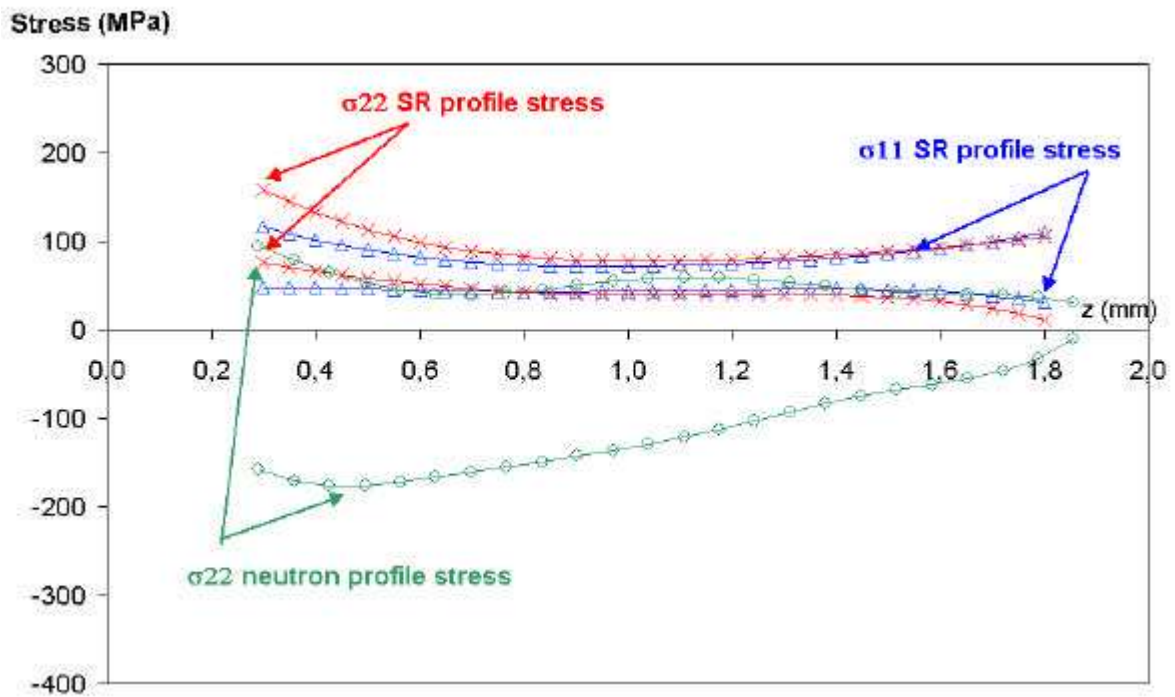 Stress (MPa)
300
σ22 SR profile stress
200
σ11 SR profile stress
100
z (mm)
0
0,0 0,2 0,4 0,6 0,8 1,0 1,2 1,4 1,6 1,8 2,0
-100
-200
σ22 neutron profile stress
-300
-400